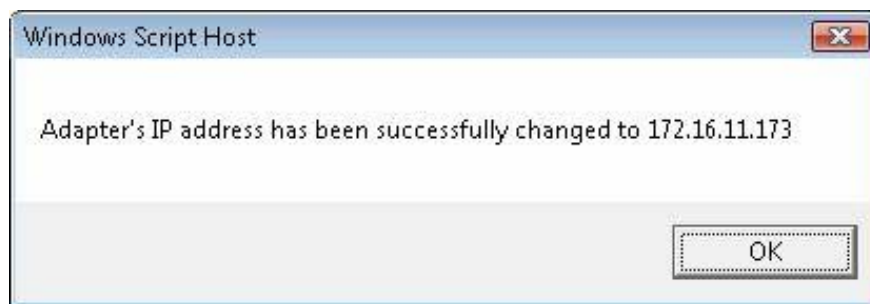 Windows Script Host
Adapter's IP address has been successfully changed to 172.16.11.173
OK